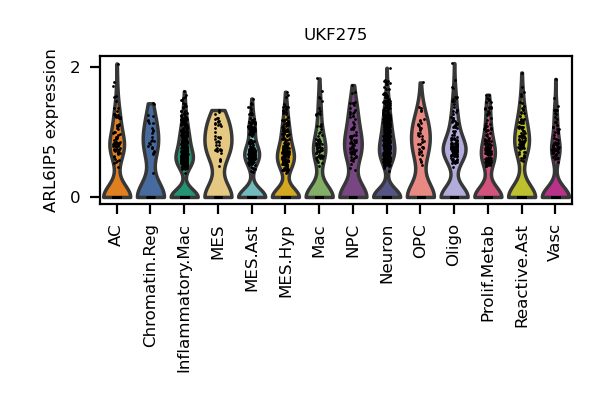 UKF275
ARL6IP5 expression
2
0
AC
Chromatin.Reg
Inflammatory.Mac
MES
MES.Ast
MES.Hyp
Mac
NPC
Neuron
OPC
Oligo
Prolif.Metab
Reactive.Ast
Vasc